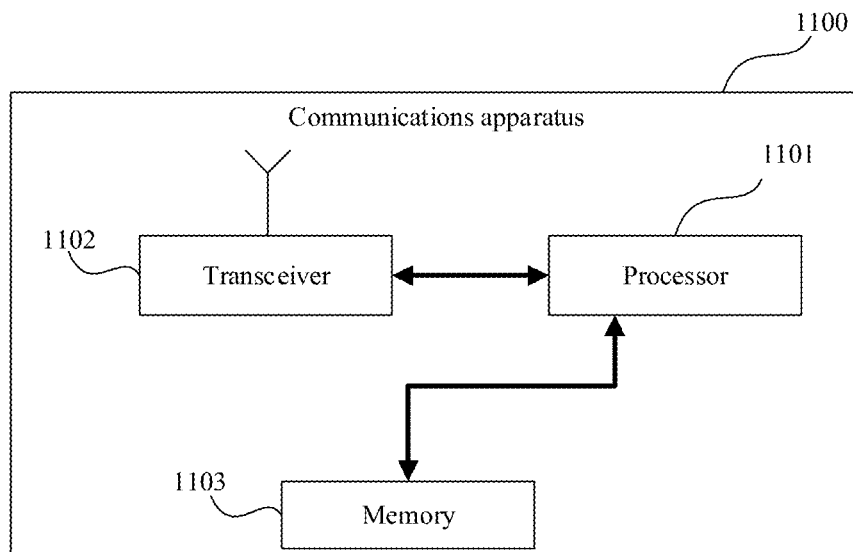 1100
Communications apparatus
1101
1102
Transceiver
Processor
1103
Memory